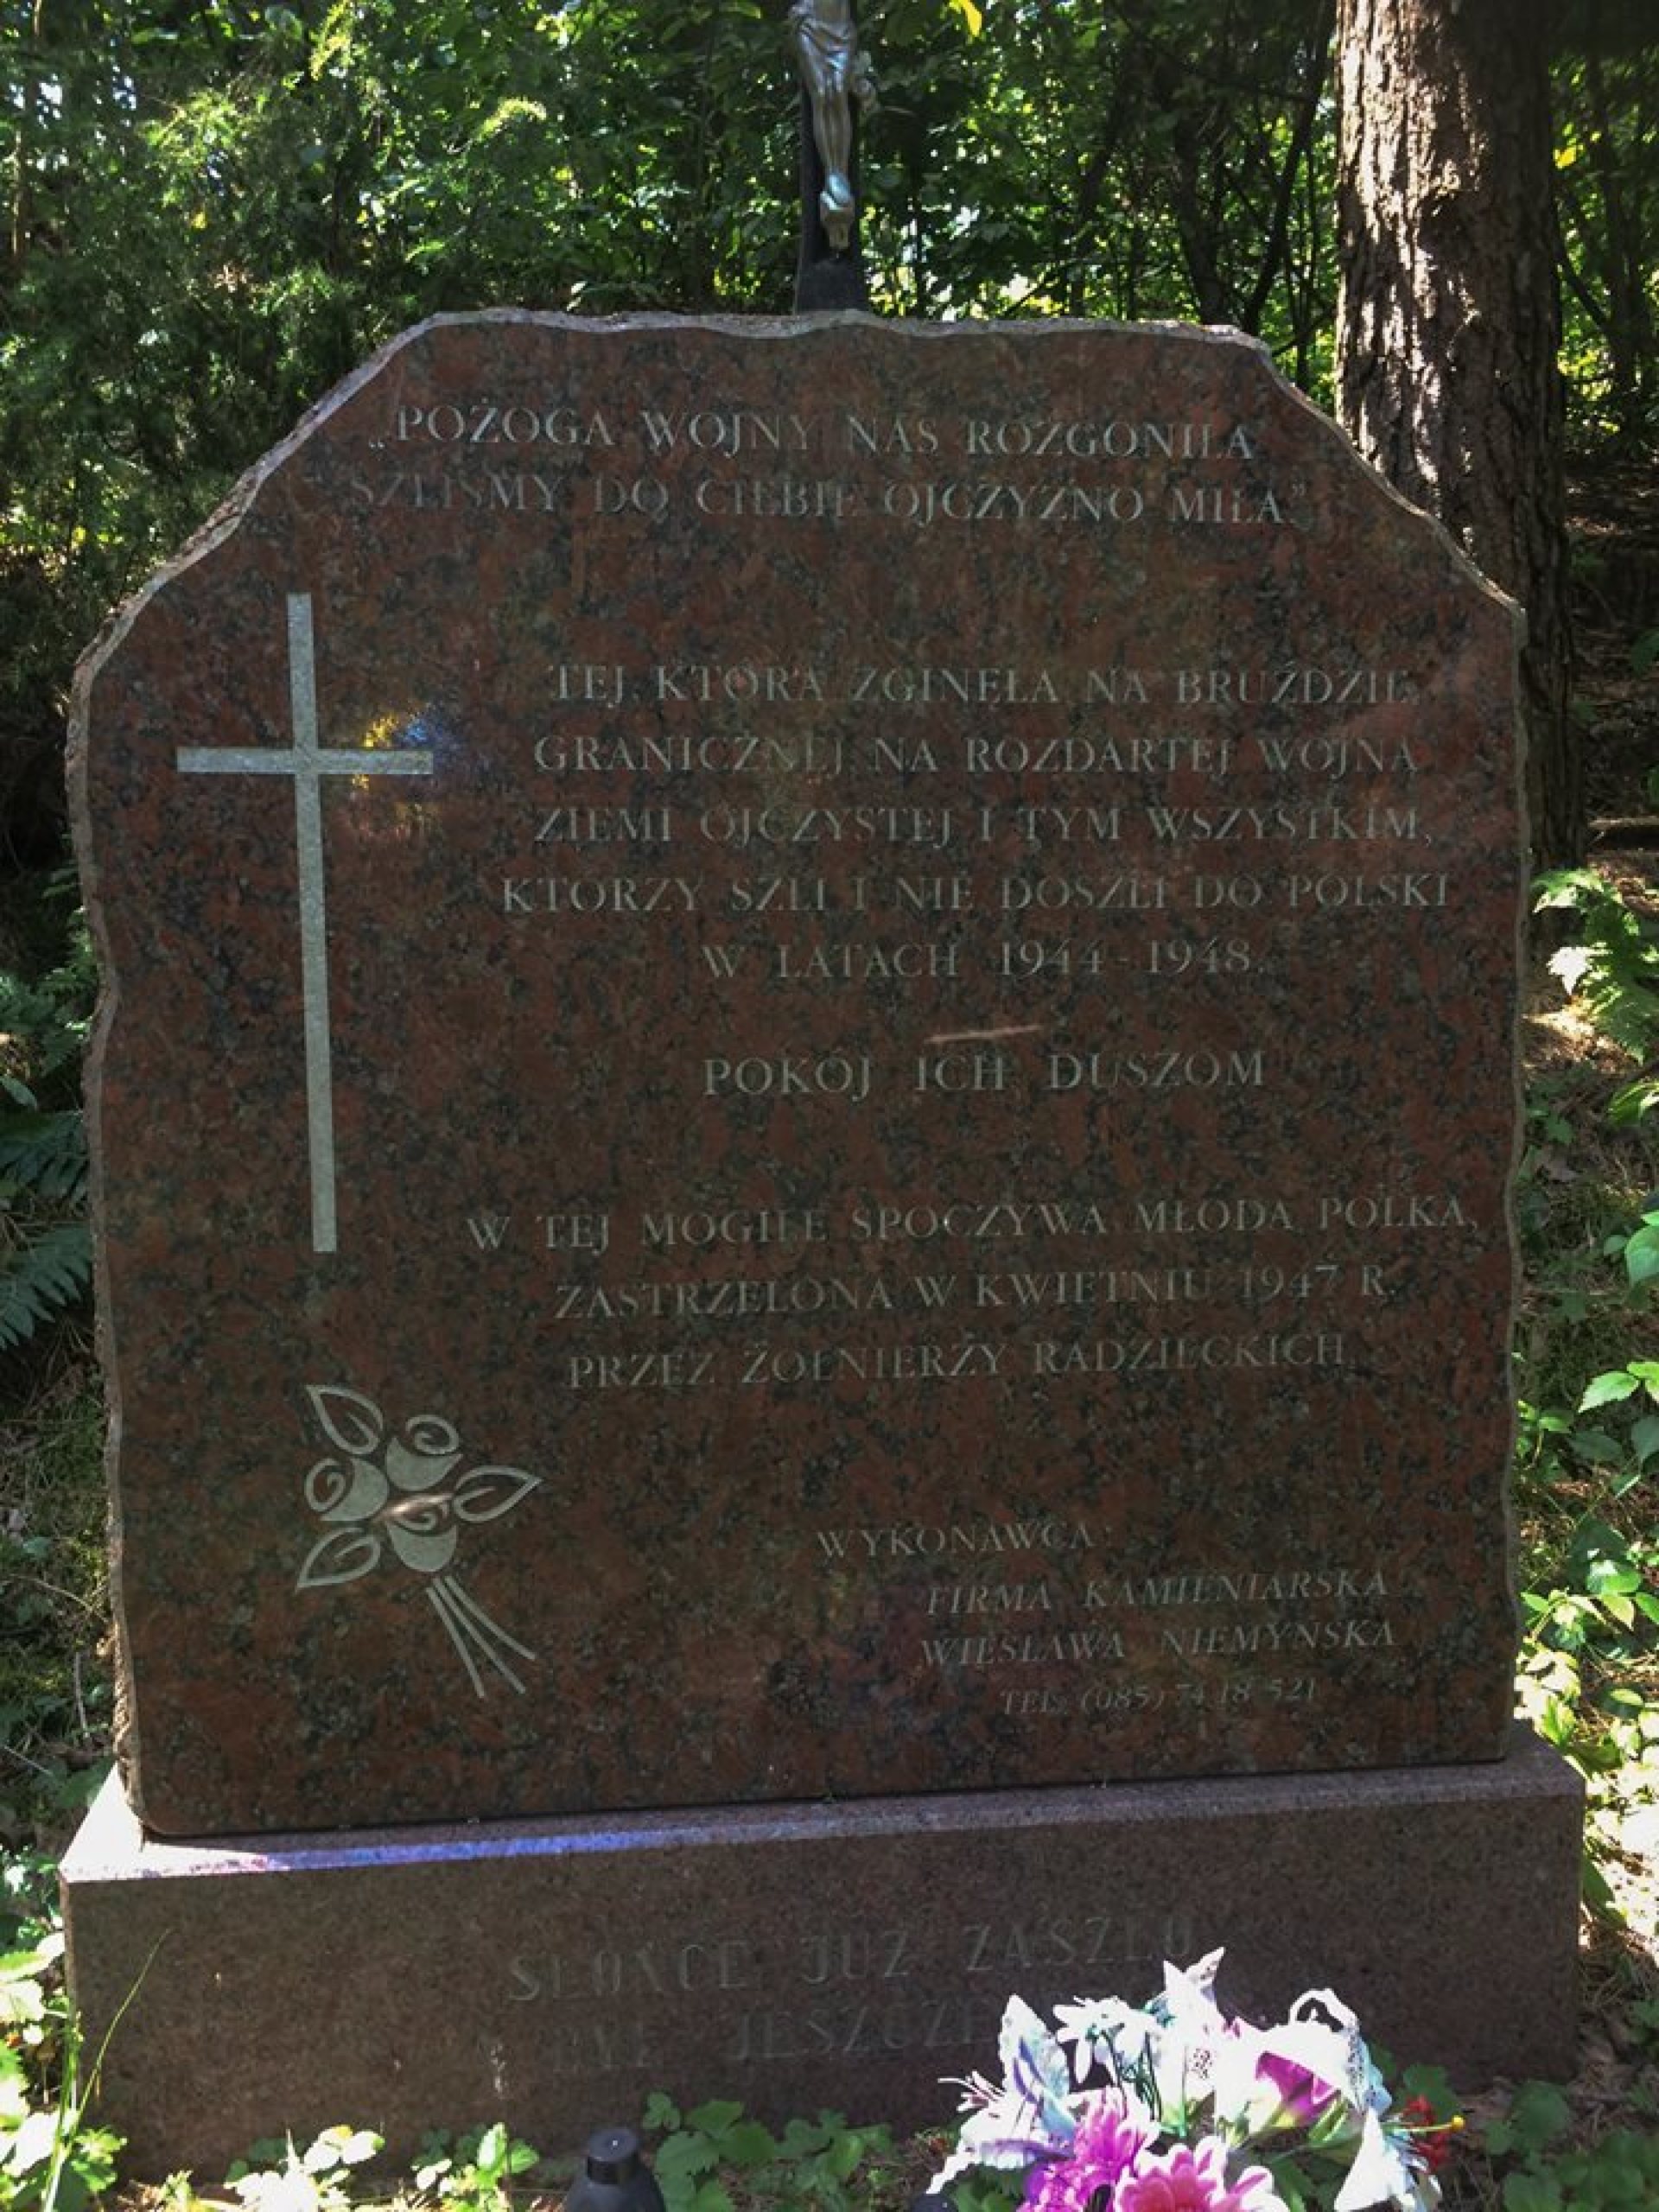 „POŻOGA WOJNY NAS ROZGONIŁA
SZLIŚMY DO CIEBIE OJCZYZNO MIŁA."
TEJ, KTÓRA ZGINĘŁA NA BRUŹDZIE
GRANICZNEJ NA ROZDARTEJ WOJNĄ
ZIEMI OJCZYSTEJ I TYM WSZYSTKIM,
KTÓRZY SZLI I NIE DOSZLI DO POLSKI
W LATACH 1944-1948.
POKÓJ ICH DUSZOM
W TEJ MOGILE SPOCZYWA MŁODA POLKA,
ZASTRZELONA W KWIETNIU 1947 R.
PRZEZ ŻOŁNIERZY RADZIECKICH.
WYKONAWCA:
FIRMA KAMIENIARSKA
WIESŁAWA NIEMYŃSKA
TEL. (085) 74 18 521
SŁOŃCE JUŻ ZASZŁO
JESZCZE